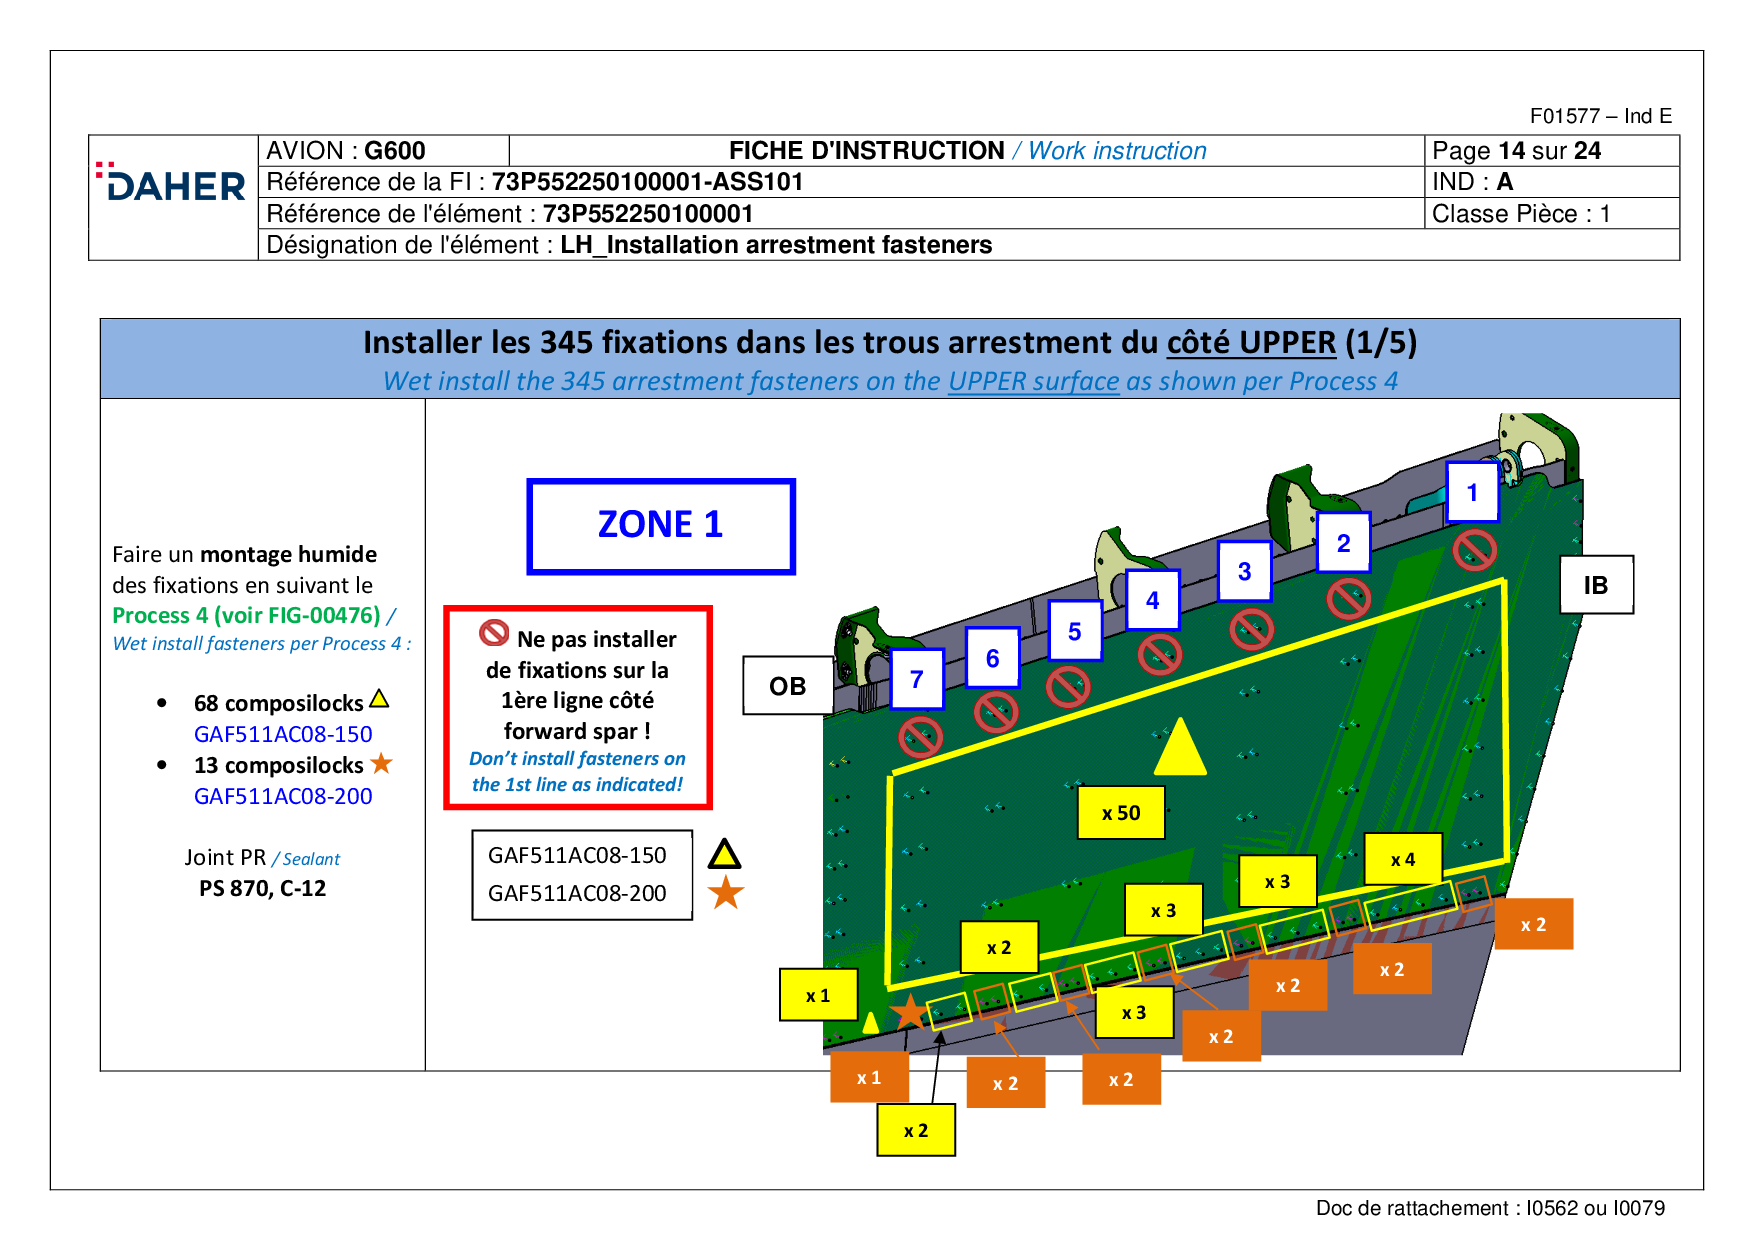 F01577 – Ind E
DAHER
AVION : G600
FICHE D'INSTRUCTION / Work instruction
Page 14 sur 24
Référence de la FI : 73P552250100001-ASS101
IND : A
Référence de l'élément : 73P552250100001
Classe Pièce : 1
Désignation de l'élément : LH_Installation arrestment fasteners
Installer les 345 fixations dans les trous arrestment du côté UPPER (1/5)
Wet install the 345 arrestment fasteners on the UPPER surface as shown per Process 4
Faire un montage humide
des fixations en suivant le
Process 4 (voir FIG-00476) /
Wet install fasteners per Process 4 :
• 68 composilocks
GAF511AC08-150
• 13 composilocks
GAF511AC08-200
Joint PR / Sealant
PS 870, C-12
ZONE 1
Ne pas installer
de fixations sur la
1ère ligne côté
forward spar !
Don't install fasteners on
the 1st line as indicated!
GAF511AC08-150
GAF511AC08-200
1
2
3
4
5
6
7
IB
OB
x 50
x 4
x 3
x 3
x 2
x 1
x 3
x 2
x 2
x 2
x 2
x 2
x 2
x 2
x 1
Doc de rattachement : I0562 ou I0079